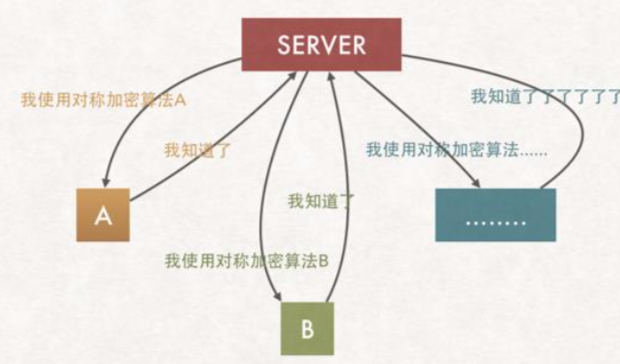 SERVER
我使用对称加密算法A
我知道了了了了了了
我知道了
我使用对称加密算法......
我知道了
A
........
我使用对称加密算法B
B